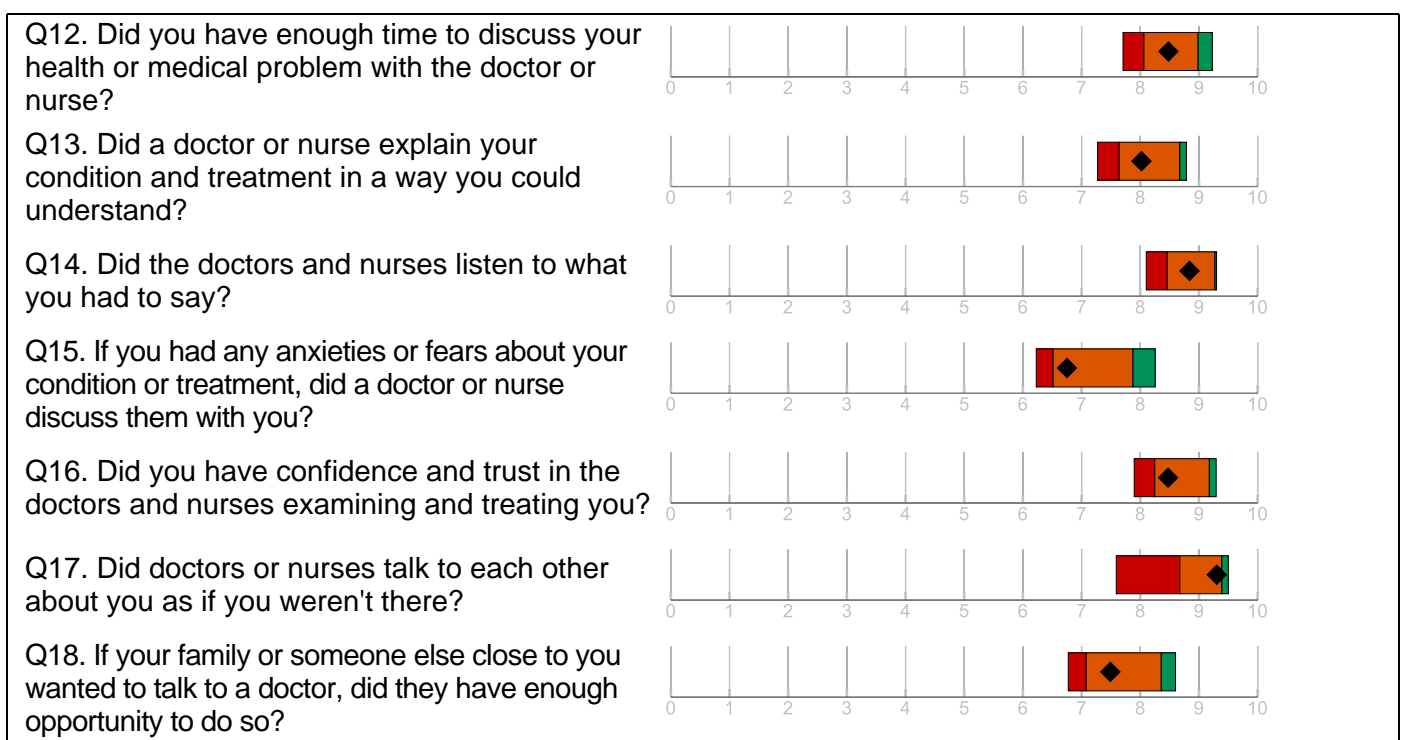 Q12. Did you have enough time to discuss your
health or medical problem with the doctor or
nurse?
0 1 2 3 4 5 6 7 8 9 10
Q13. Did a doctor or nurse explain your
condition and treatment in a way you could
understand?
0 1 2 3 4 5 6 7 8 9 10
Q14. Did the doctors and nurses listen to what
you had to say?
0 1 2 3 4 5 6 7 8 9 10
Q15. If you had any anxieties or fears about your
condition or treatment, did a doctor or nurse
discuss them with you?
0 1 2 3 4 5 6 7 8 9 10
Q16. Did you have confidence and trust in the
doctors and nurses examining and treating you?
0 1 2 3 4 5 6 7 8 9 10
Q17. Did doctors or nurses talk to each other
about you as if you weren't there?
0 1 2 3 4 5 6 7 8 9 10
Q18. If your family or someone else close to you
wanted to talk to a doctor, did they have enough
opportunity to do so?
0 1 2 3 4 5 6 7 8 9 10